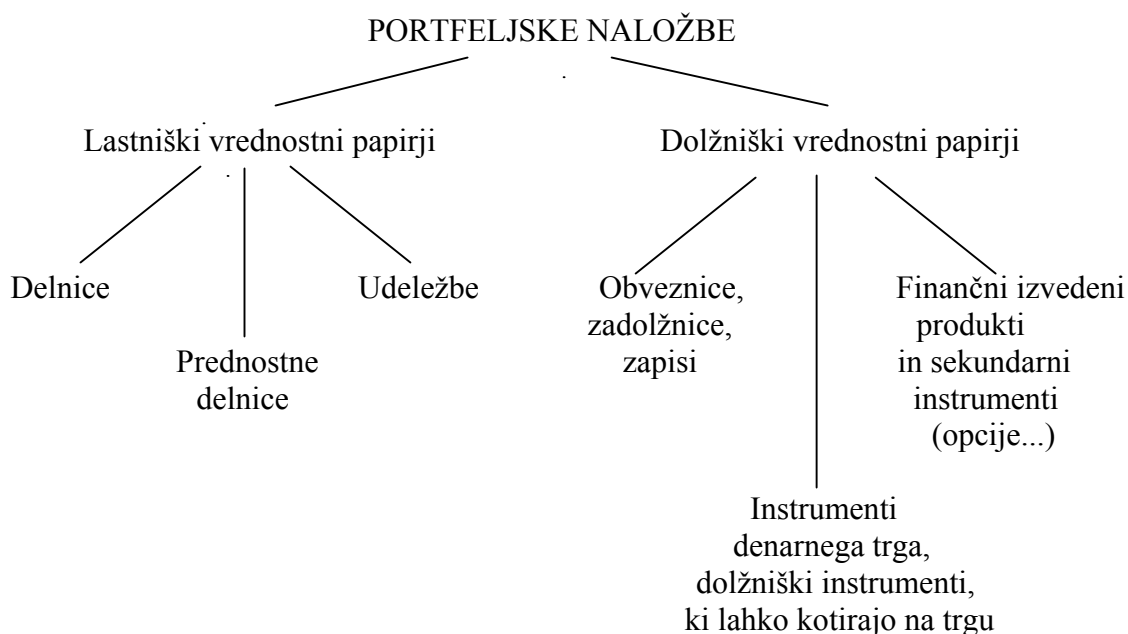 PORTFELJSKE NALOŽBE
Lastniški vrednostni papirji
Dolžniški vrednostni papirji
Delnice
Prednostne
delnice
Udeležbe
Obveznice,
zadolžnice,
zapisi
Instrumenti
denarnega trga,
dolžniški instrumenti,
ki lahko kotirajo na trgu
Finančni izvedeni
produkti
in sekundarni
instrumenti
(opcije...)